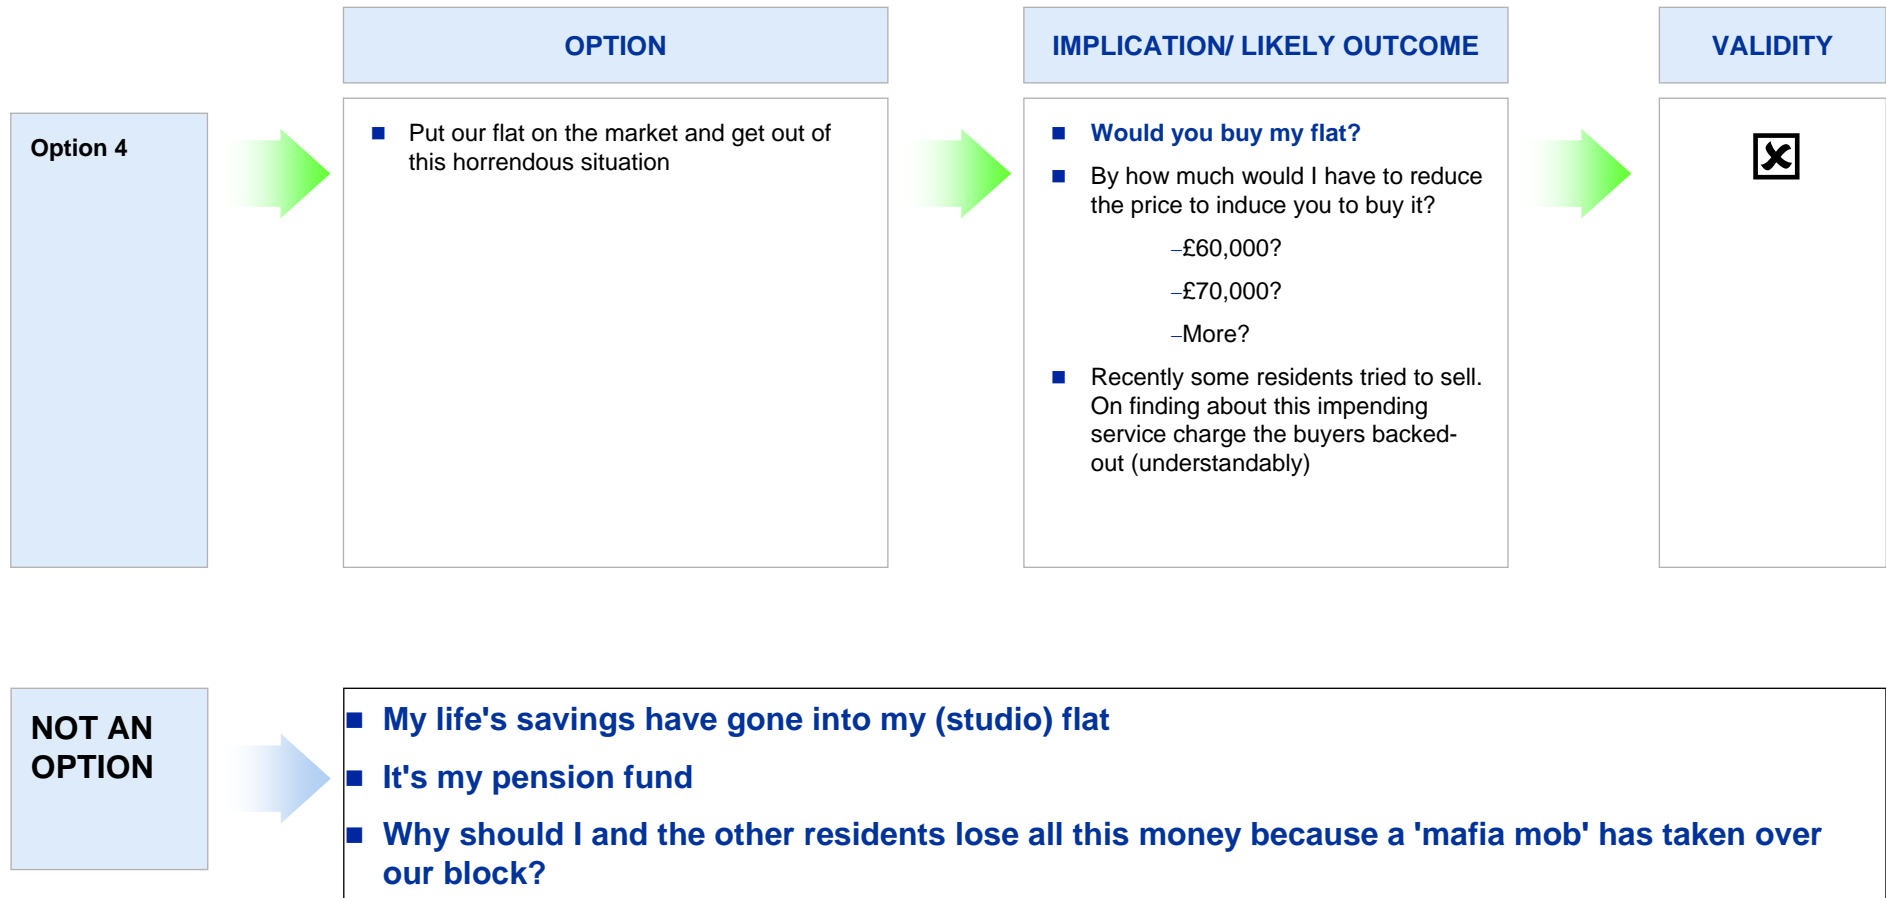 OPTION
IMPLICATION/ LIKELY OUTCOME
VALIDITY
Option 4
Put our flat on the market and get out of
this horrendous situation
Would you buy my flat?
By how much would I have to reduce
the price to induce you to buy it?
–£60,000?
–£70,000?
–More?
Recently some residents tried to sell.
On finding about this impending
service charge the buyers backed-
out (understandably)
NOT AN
OPTION
My life's savings have gone into my (studio) flat
It's my pension fund
Why should I and the other residents lose all this money because a 'mafia mob' has taken over
our block?